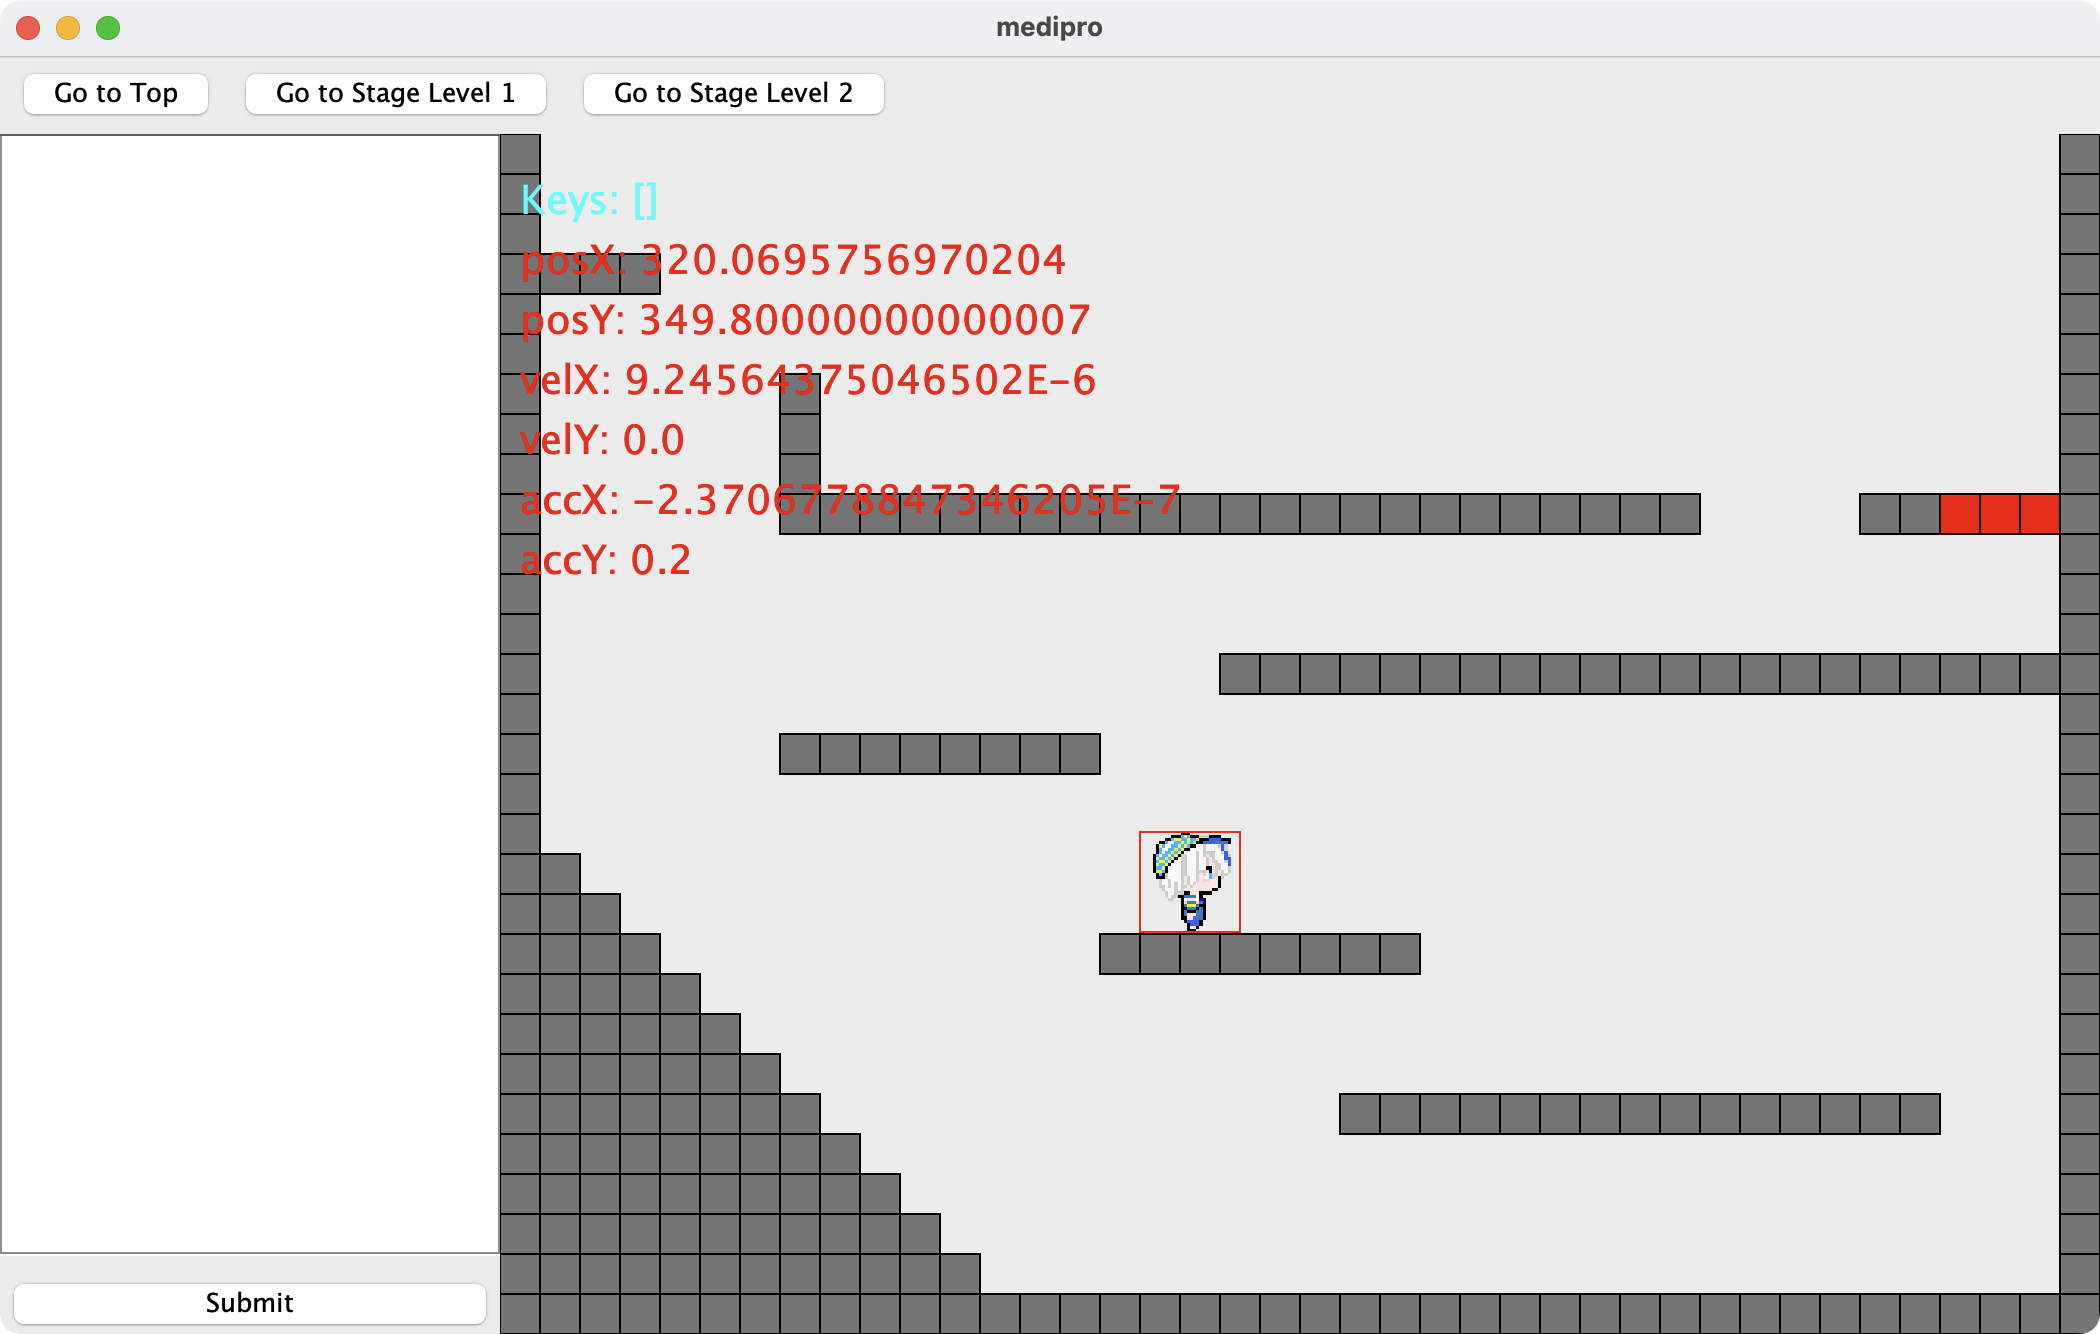 medipro
Go to Top
Go to Stage Level 1
Go to Stage Level 2
Keys: []
posX: 320.0695756970204
posY: 349.80000000000007
velX: 9.24564375046502E-6
velY: 0.0
accX: -2.3706778847346205E-7
accY: 0.2
Submit